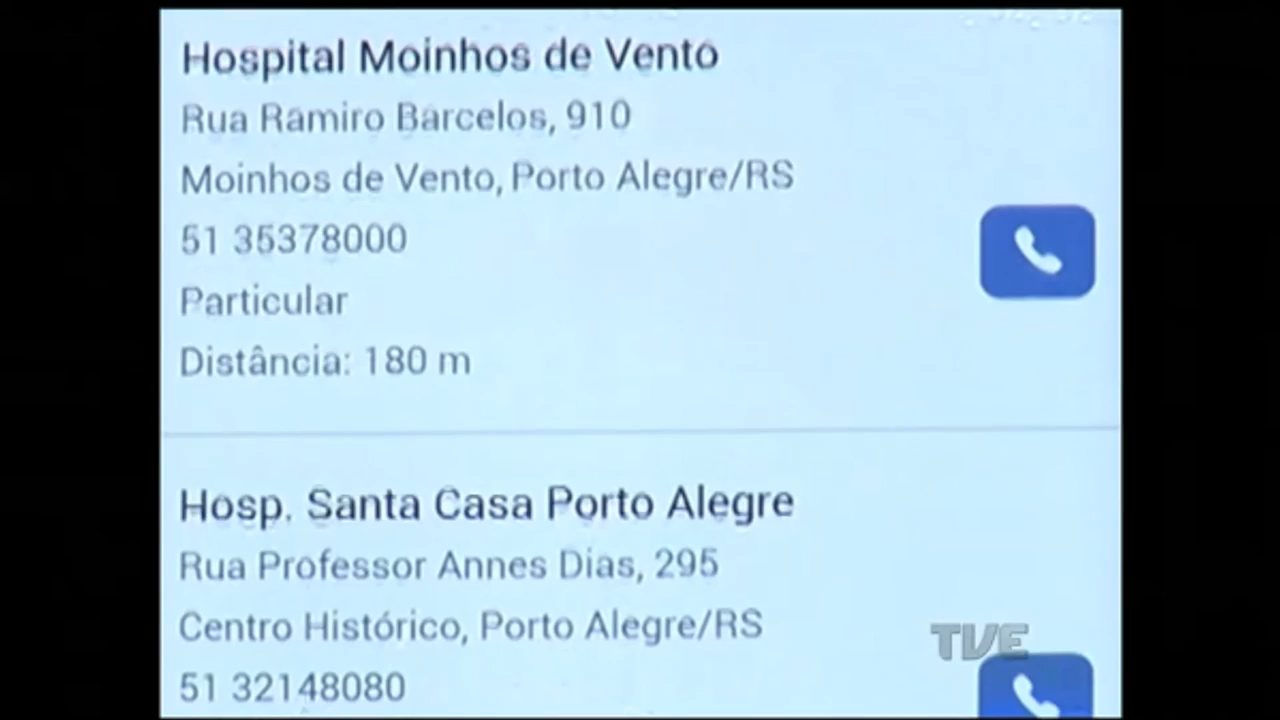 Hospital Moinhos de Vento
Rua Ramiro Barcelos, 910
Moinhos de Vento, Porto Alegre/RS
51 35378000
Particular
Distância: 180 m
Hosp. Santa Casa Porto Alegre
Rua Professor Annes Dias, 295
Centro Histórico, Porto Alegre/RS
TVE
51 32148080